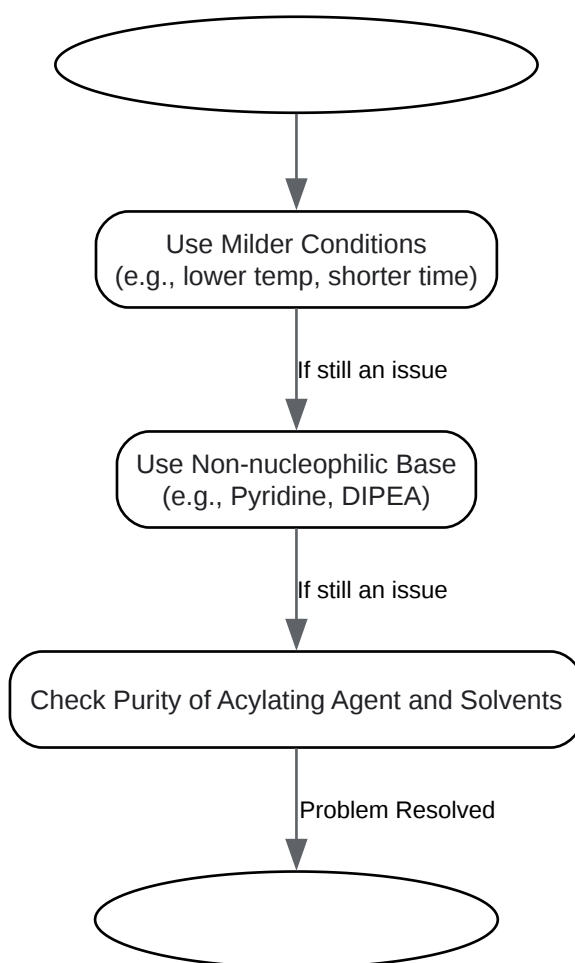 Use Milder Conditions
(e.g., lower temp, shorter time)
If still an issue
Use Non-nucleophilic Base
(e.g., Pyridine, DIPEA)
If still an issue
Check Purity of Acylating Agent and Solvents
Problem Resolved